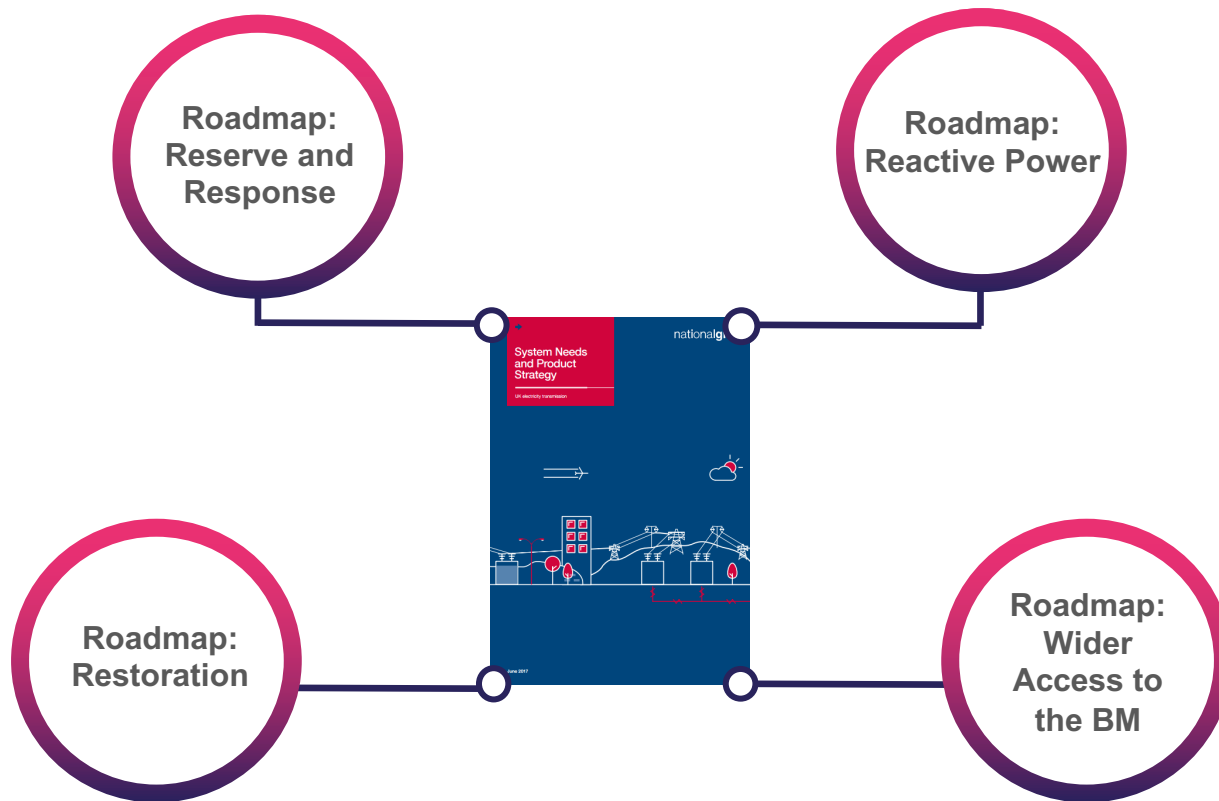 Roadmap:
Reserve and
Response
Roadmap:
Reactive Power
System Needs
and Product
Strategy
UK electricity transmission
nationalg
Roadmap:
Restoration
June 2017
Roadmap:
Wider
Access to
the BM